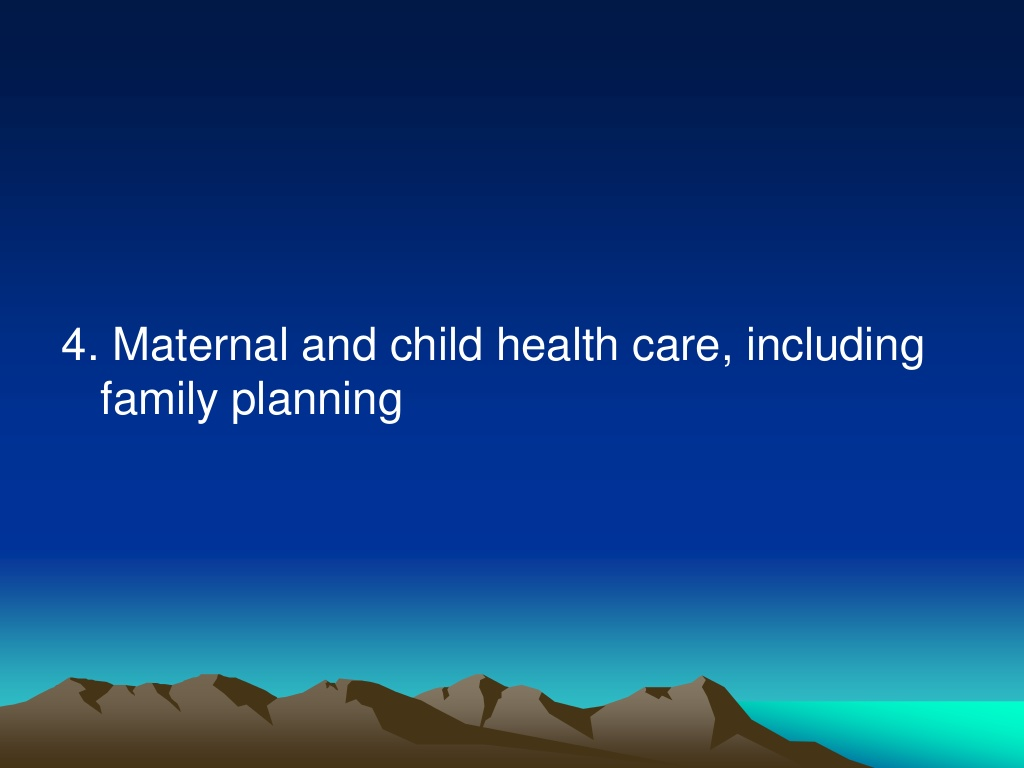 4. Maternal and child health care, including
family planning